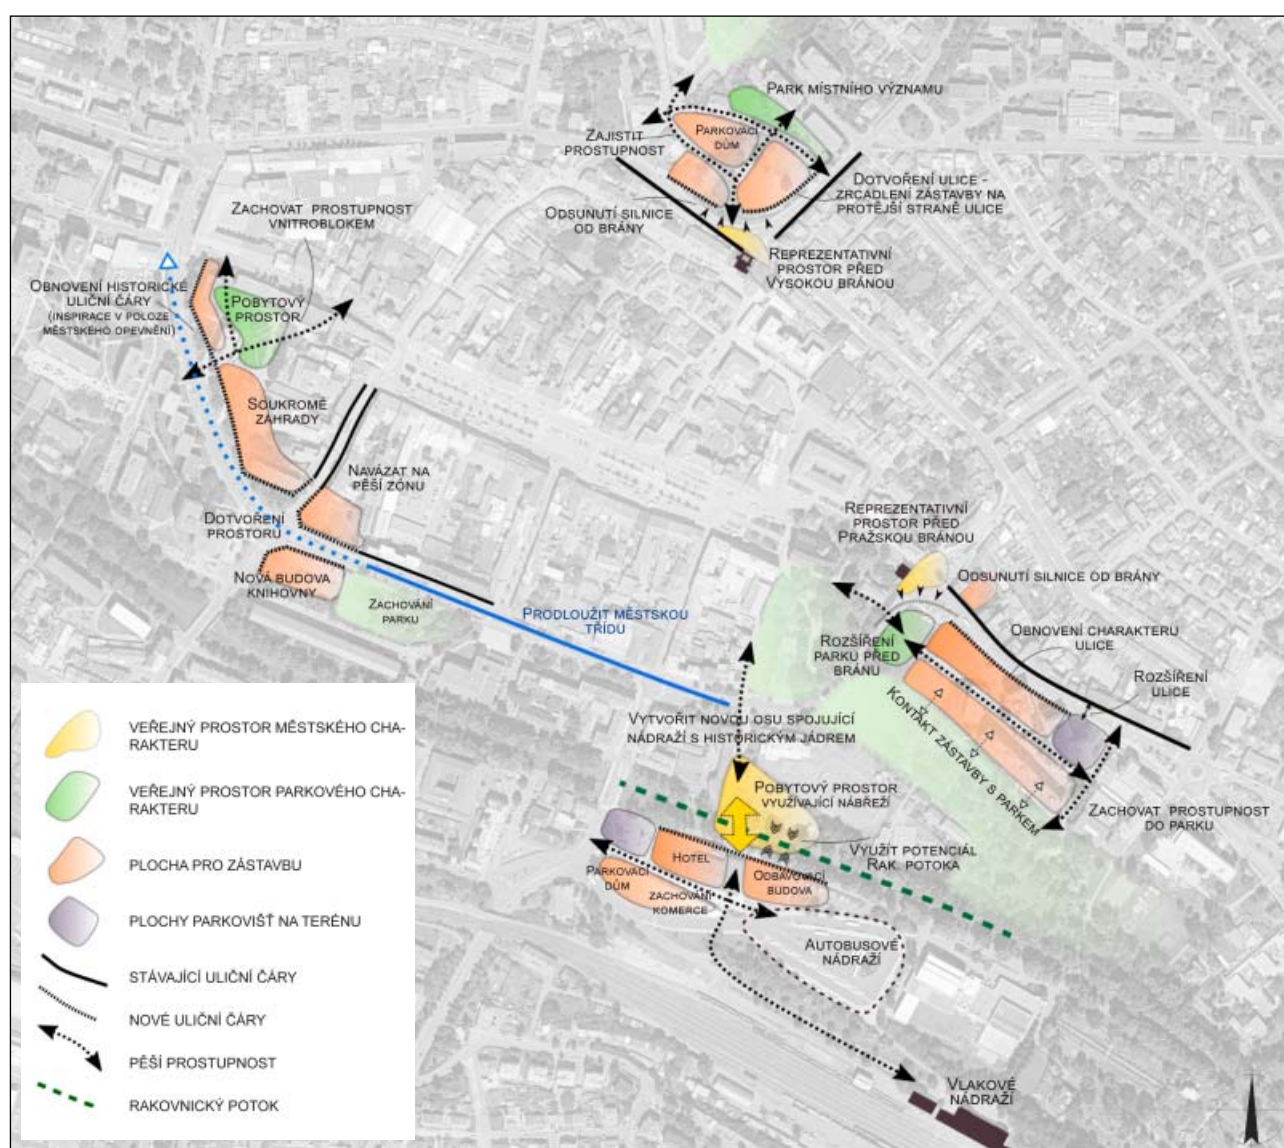 Park místního významu
Parkovací
dům
Zajistit
prostupnost
Dotvoření ulice -
zrcadlení zástavby na
protější straně ulice
Odsunutí silnice
od brány
Reprezentativní
prostor před
Vysokou bránou
Zachovat prostupnost
vnitroblokem
Obnovení historické
uliční čáry
(inspirace v poloze
městského opevnění)
Pobytový
prostor
Soukromé
zahrady
Navázat na
pěší zónu
Dotvoření
prostoru
Nová budova
knihovny
Zachování
parku
Prodloužit městskou
třídu
Reprezentativní
prostor před
Pražskou bránou
Odsunutí silnice od brány
Obnovení charakteru
ulice
Rozšíření
parku před
bránu
Rozšíření
ulice
Kontakt zástavby s parkem
Zachovat prostupnost
do parku
Vytvořit novou osu spojující
nádraží s historickým jádrem
Pobytový prostor
využívající nábřeží
Využít potenciál
Rak. potoka
Hotel
Odbavovací
budova
Parkovací
dům
zachování
komerce
Autobusové
nádraží
Vlakové
nádraží
VEŘEJNÝ PROSTOR MĚSTSKÉHO CHA-
RAKTERU
VEŘEJNÝ PROSTOR PARKOVÉHO CHA-
RAKTERU
PLOCHA PRO ZÁSTAVBU
PLOCHY PARKOVIŠŤ NA TERÉNU
STÁVAJÍCÍ ULIČNÍ ČÁRY
NOVÉ ULIČNÍ ČÁRY
PĚŠÍ PROSTUPNOST
RAKOVNICKÝ POTOK